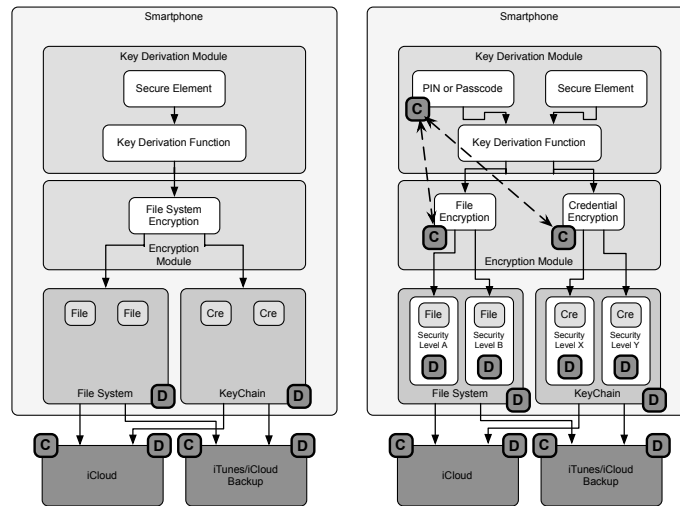 Smartphone
Key Derivation Module
Secure Element
Key Derivation Function
File System
Encryption
Encryption
Module
File
File
Cre
Cre
File System
D
KeyChain
D
C
D
C
D
iCloud
iTunes/iCloud
Backup
Smartphone
Key Derivation Module
PIN or Passcode
Secure Element
C
Key Derivation Function
File
Encryption
Credential
Encryption
C
C
Encryption Module
File
File
Cre
Cre
Security
Level A
Security
Level B
Security
Level X
Security
Level Y
D
D
D
D
File System
D
KeyChain
D
C
D
C
D
iCloud
iTunes/iCloud
Backup